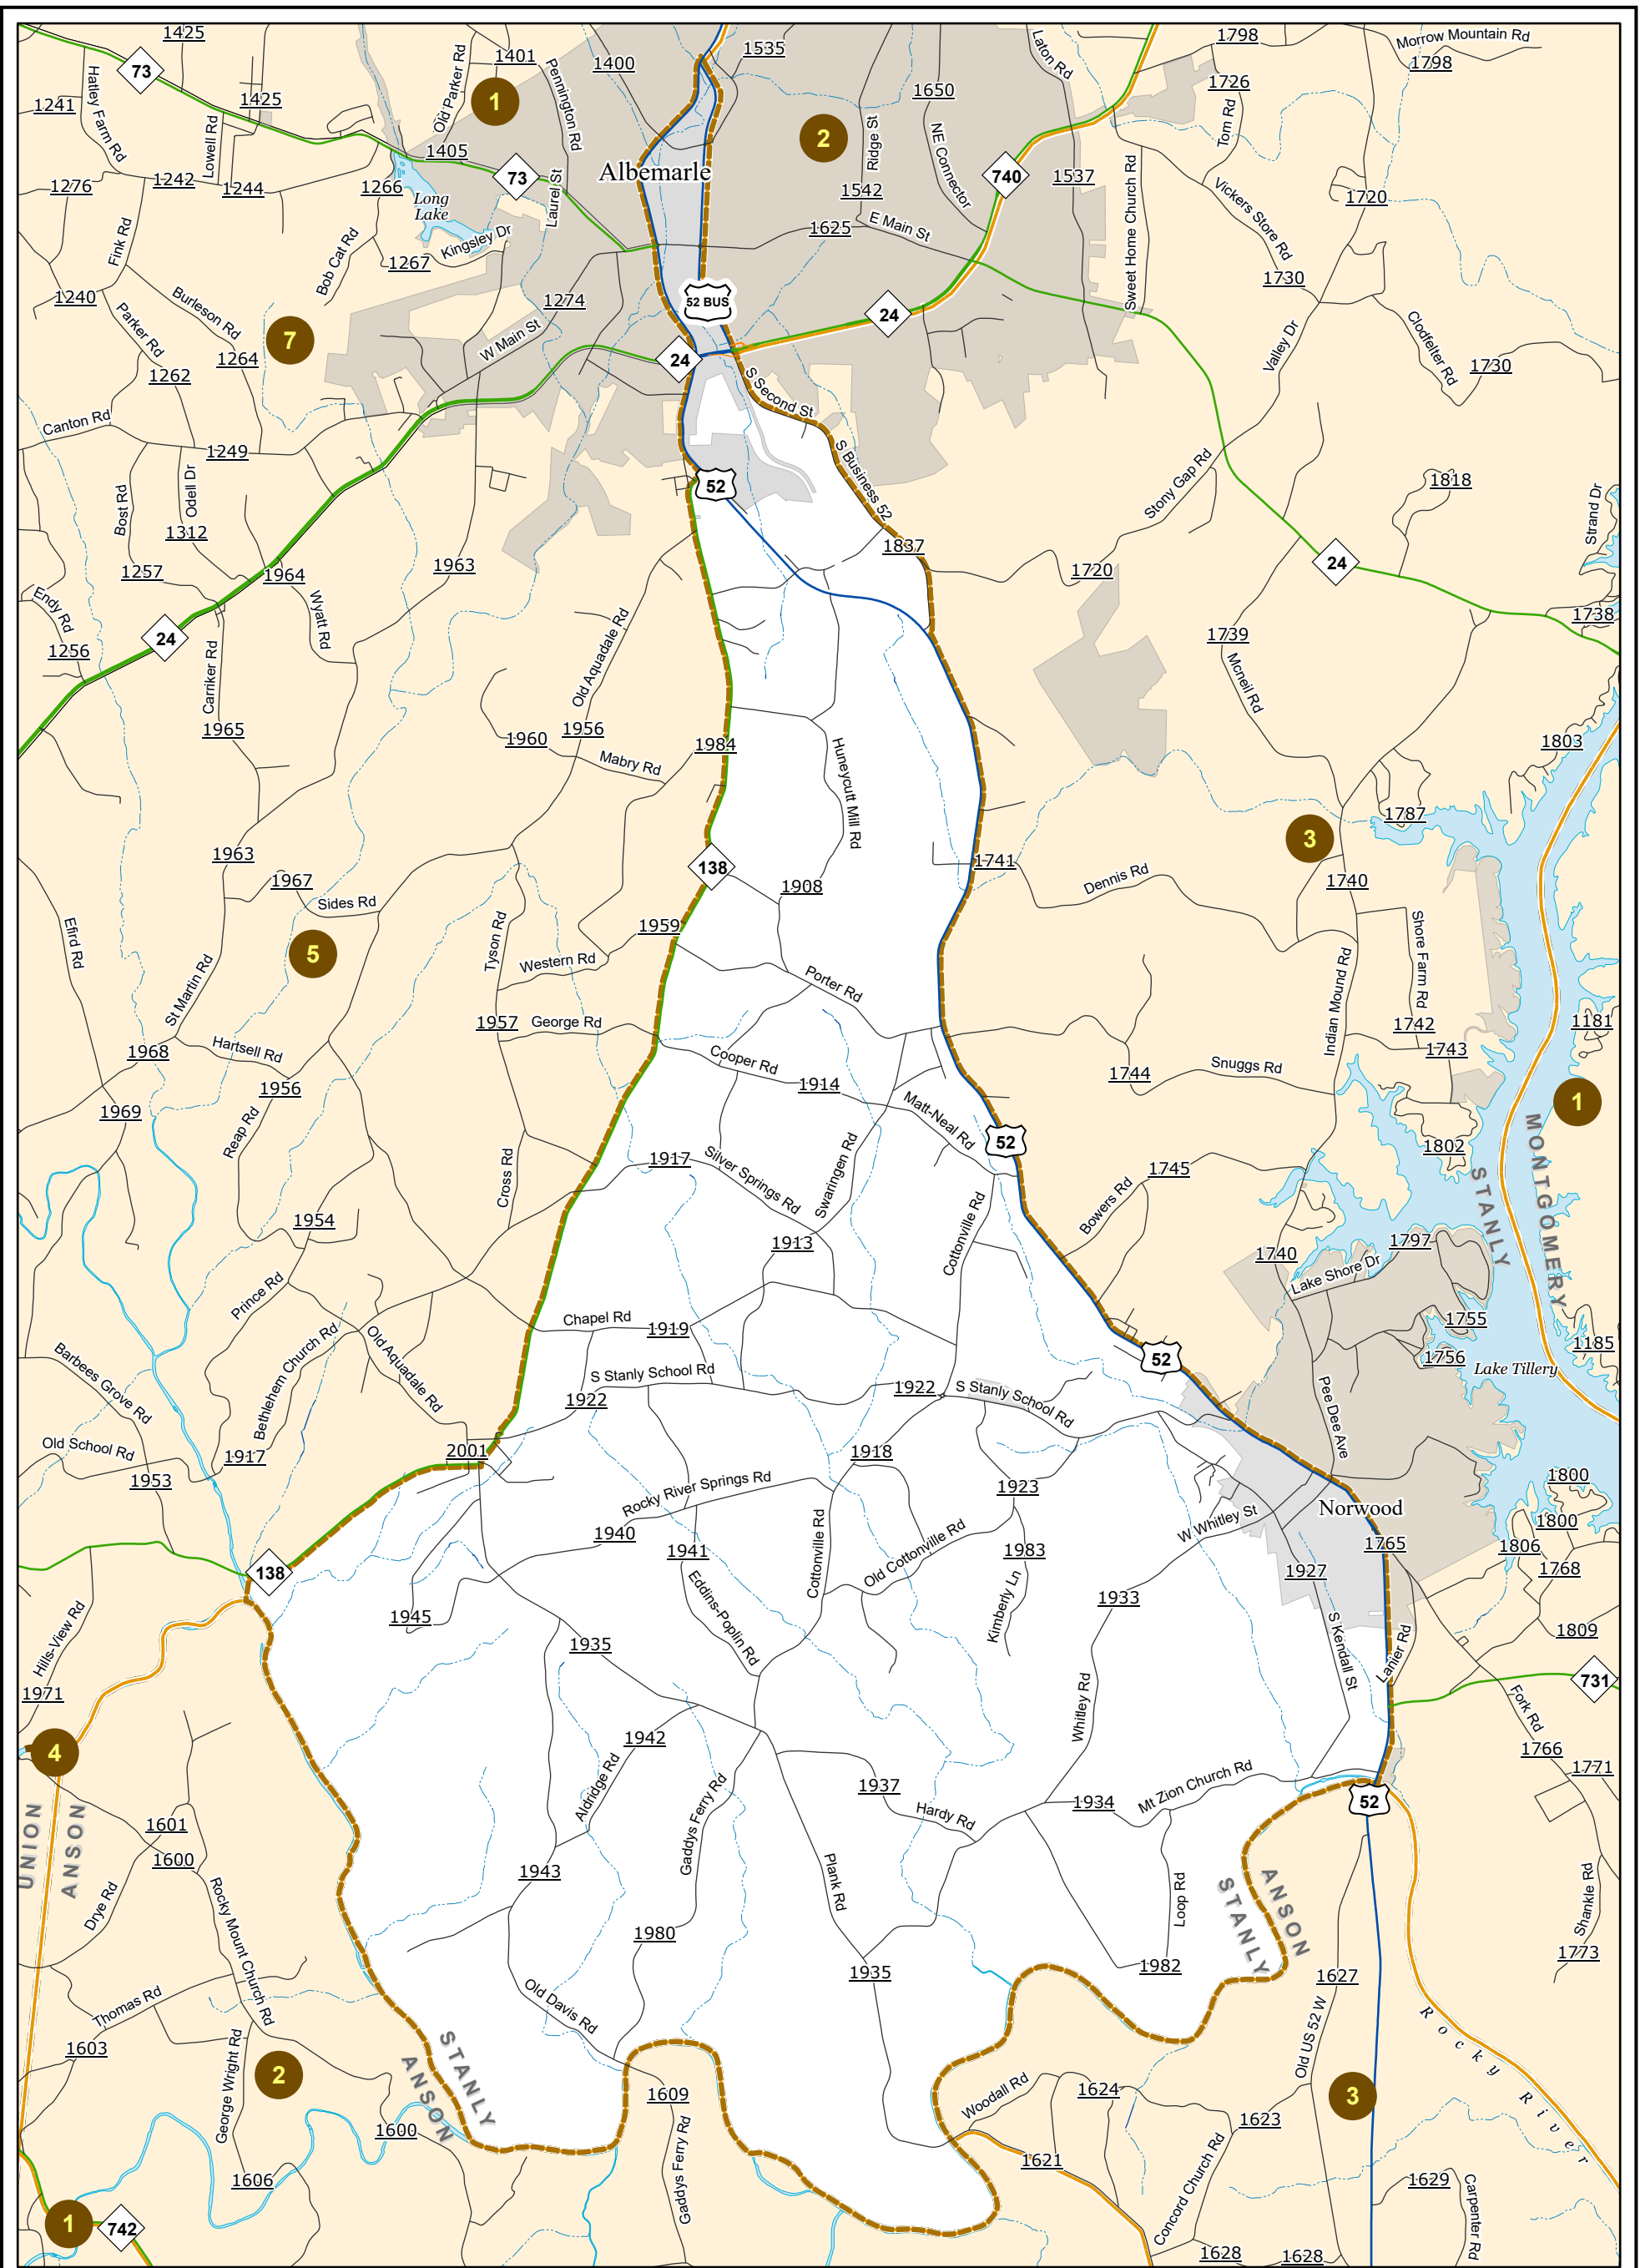 1425
1401
1400
1535
Laton Rd
1798
Morrow Mountain Rd
1798
73
Hatley Farm Rd
1241
1425
Old Parker Rd
1
Pennington Rd
2
1650
1726
Tom Rd
Lowell Rd
1405
Albemarle
Ridge St
NE Connector
740
1537
1276
1242
1244
1266
73
Laurel St
1542
Sweet Home Church Rd
Vickers Store Rd
1720
Long
Lake
Fink Rd
Bob Cat Rd
1267
Kingsley Dr
1625
E Main St
1730
1240
Burleson Rd
Parker Rd
7
1274
52 BUS
24
Valley Dr
Clodfelter Rd
W Main St
1264
1262
24
1730
S Second St
Canton Rd
1249
S Business 52
Stony Gap Rd
1818
Bost Rd
Odell Dr
52
Strand Dr
1312
1837
1257
1964
1963
1720
24
Endy Rd
Wyatt Rd
1738
24
1256
Old Aquadale Rd
1739
Carriker Rd
Mcneil Rd
1965
1960
1956
1984
1803
Mabry Rd
Huneycutt Mill Rd
1787
3
1963
138
1741
1967
1908
Dennis Rd
1740
Sides Rd
Efird Rd
1959
Shore Farm Rd
5
Tyson Rd
Western Rd
Porter Rd
St Martin Rd
Indian Mound Rd
1957
George Rd
1742
1181
1968
Hartsell Rd
Cooper Rd
1743
1956
1914
1744
Snuggs Rd
1
1969
Reap Rd
Matt-Neal Rd
52
MONTGOMERY
STANLY
1802
Cross Rd
1917
Silver Springs Rd
Swaringen Rd
1745
Bowers Rd
1954
1913
Cottonville Rd
1740
1797
Prince Rd
Lake Shore Dr
Barbees Grove Rd
Bethlehem Church Rd
Old Aquadale Rd
Chapel Rd
1919
1755
1756
1185
52
Lake Tillery
S Stanly School Rd
1922
1922
S Stanly School Rd
Pee Dee Ave
Old School Rd
1917
2001
1918
1953
Rocky River Springs Rd
1923
1800
Norwood
1940
Cottonville Rd
W Whitley St
1800
1941
Old Cottonville Rd
1983
1765
1806
138
1927
1768
Eddins-Poplin Rd
1945
Kimberly Ln
1933
Hills-View Rd
1935
S Kendall St
Lanier Rd
1809
1971
Whitley Rd
731
Fork Rd
4
1942
1766
Aldridge Rd
1937
Mt Zion Church Rd
1771
Gaddys Ferry Rd
1934
52
Hardy Rd
UNION
ANSON
1601
1600
1943
Plank Rd
Loop Rd
STANLY
ANSON
Drye Rd
Rocky Mount Church Rd
Shankle Rd
1980
1773
1935
1982
1627
Thomas Rd
Old Davis Rd
Rocky River
1603
George Wright Rd
STANLY
ANSON
Old US 52 W
2
1609
Woodall Rd
1624
3
1600
1623
Gaddys Ferry Rd
1621
1606
Concord Church Rd
1629
Carpenter Rd
1
742
1628
1628